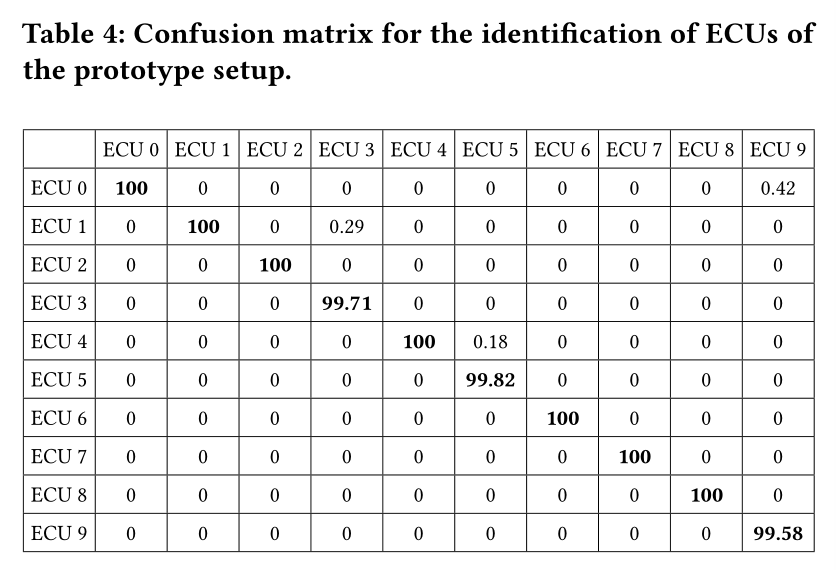 Table 4: Confusion matrix for the identification of ECUs of
the prototype setup.
ECU 0 ECU 1 ECU 2 ECU 3 ECU 4 ECU 5 ECU 6 ECU 7 ECU 8 ECU 9
ECU 0 100 0 0 0 0 0 0 0 0 0.42
ECU 1 0 100 0 0.29 0 0 0 0 0 0
ECU 2 0 0 100 0 0 0 0 0 0 0
ECU 3 0 0 0 99.71 0 0 0 0 0 0
ECU 4 0 0 0 0 100 0.18 0 0 0 0
ECU 5 0 0 0 0 0 99.82 0 0 0 0
ECU 6 0 0 0 0 0 0 100 0 0 0
ECU 7 0 0 0 0 0 0 0 100 0 0
ECU 8 0 0 0 0 0 0 0 0 100 0
ECU 9 0 0 0 0 0 0 0 0 0 99.58